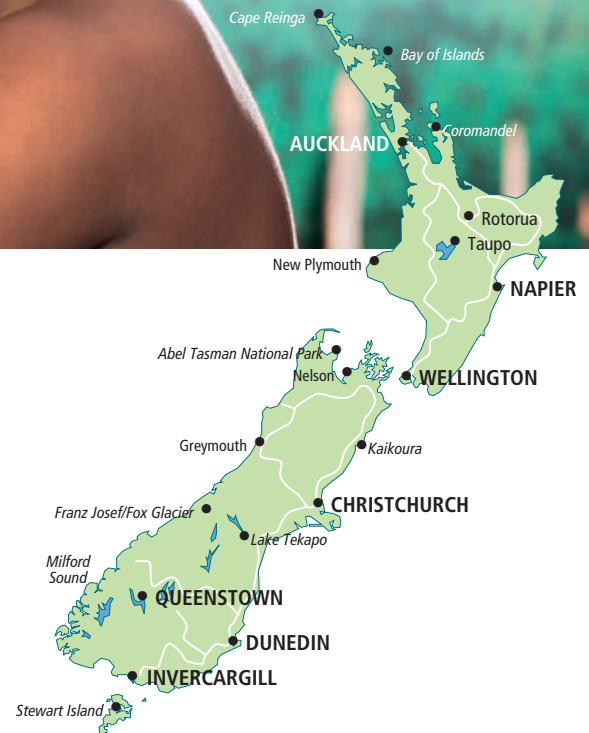 Cape Reinga
Bay of Islands
Coromandel
AUCKLAND
Rotorua
Taupo
New Plymouth
NAPIER
Abel Tasman National Park
Nelson
WELLINGTON
Greymouth
Kaikoura
CHRISTCHURCH
Franz Josef/Fox Glacier
Lake Tekapo
Milford
Sound
QUEENSTOWN
DUNEDIN
INVERCARGILL
Stewart Island